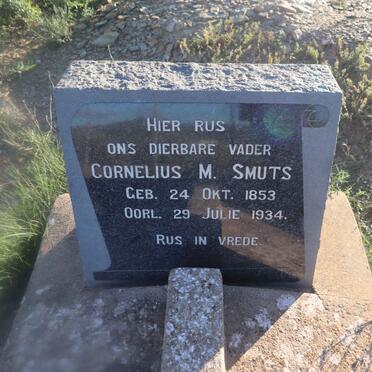 HIER RUS
ONS DIERBARE VADER
CORNELIUS M. SMUTS
GEB. 24 OKT. 1853
OORL. 29 JULIE 1934.
RUS IN VREDE